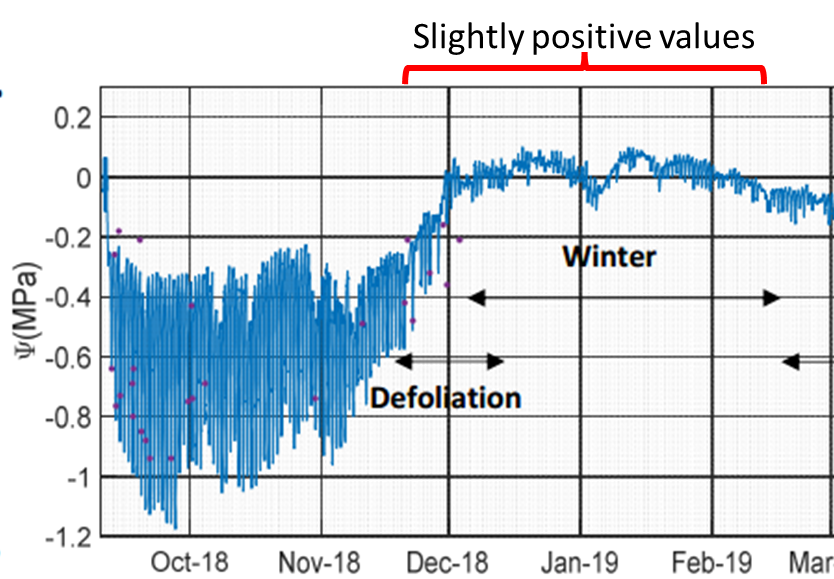 Slightly positive values
0.2
0
-0.2
-0.4
-0.6
-0.8
-1
-1.2
Ψ(MPa)
Winter
Defoliation
Oct-18
Nov-18
Dec-18
Jan-19
Feb-19
Mar